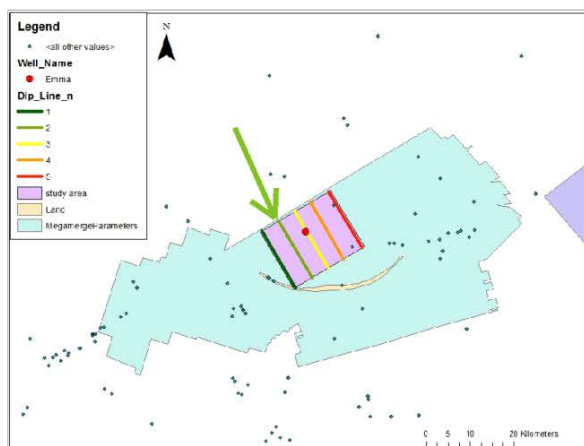 Legend
<all other values>
Well_Name
Emma
Dip_Line_n
1
2
3
4
5
study area
Land
MegamergeParameters
N
0 5 10 20 Kilometers